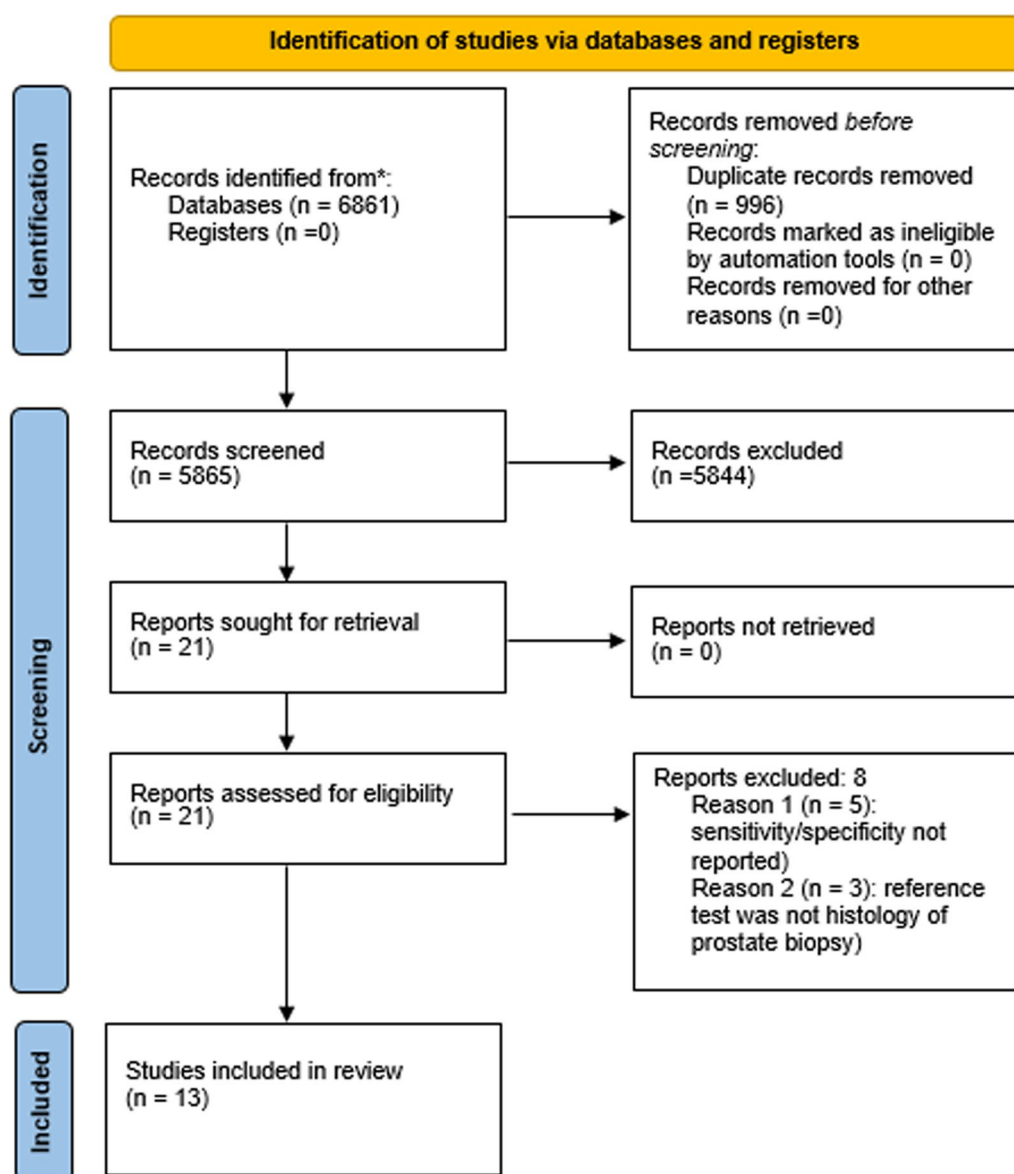 Identification of studies via databases and registers
Identification
Records identified from*:
Databases (n = 6861)
Registers (n =0)
Records removed before
screening:
Duplicate records removed
(n = 996)
Records marked as ineligible
by automation tools (n = 0)
Records removed for other
reasons (n =0)
Screening
Records screened
(n = 5865)
Records excluded
(n =5844)
Reports sought for retrieval
(n = 21)
Reports not retrieved
(n = 0)
Reports assessed for eligibility
(n = 21)
Reports excluded: 8
Reason 1 (n = 5):
sensitivity/specificity not
reported)
Reason 2 (n = 3): reference
test was not histology of
prostate biopsy)
Included
Studies included in review
(n = 13)